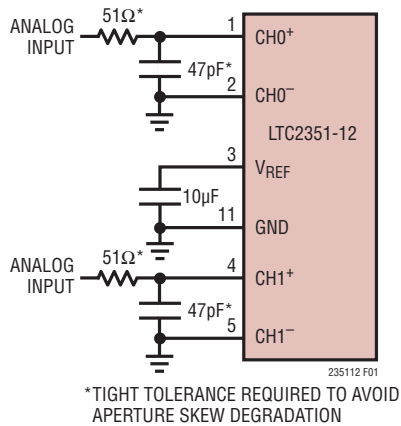 51Ω*
ANALOG
INPUT
1
CH0+
47pF*
2
CH0−
LTC2351-12
3
VREF
10µF
11
GND
51Ω*
ANALOG
INPUT
4
CH1+
47pF*
5
CH1−
235112 F01
*TIGHT TOLERANCE REQUIRED TO AVOID
APERTURE SKEW DEGRADATION